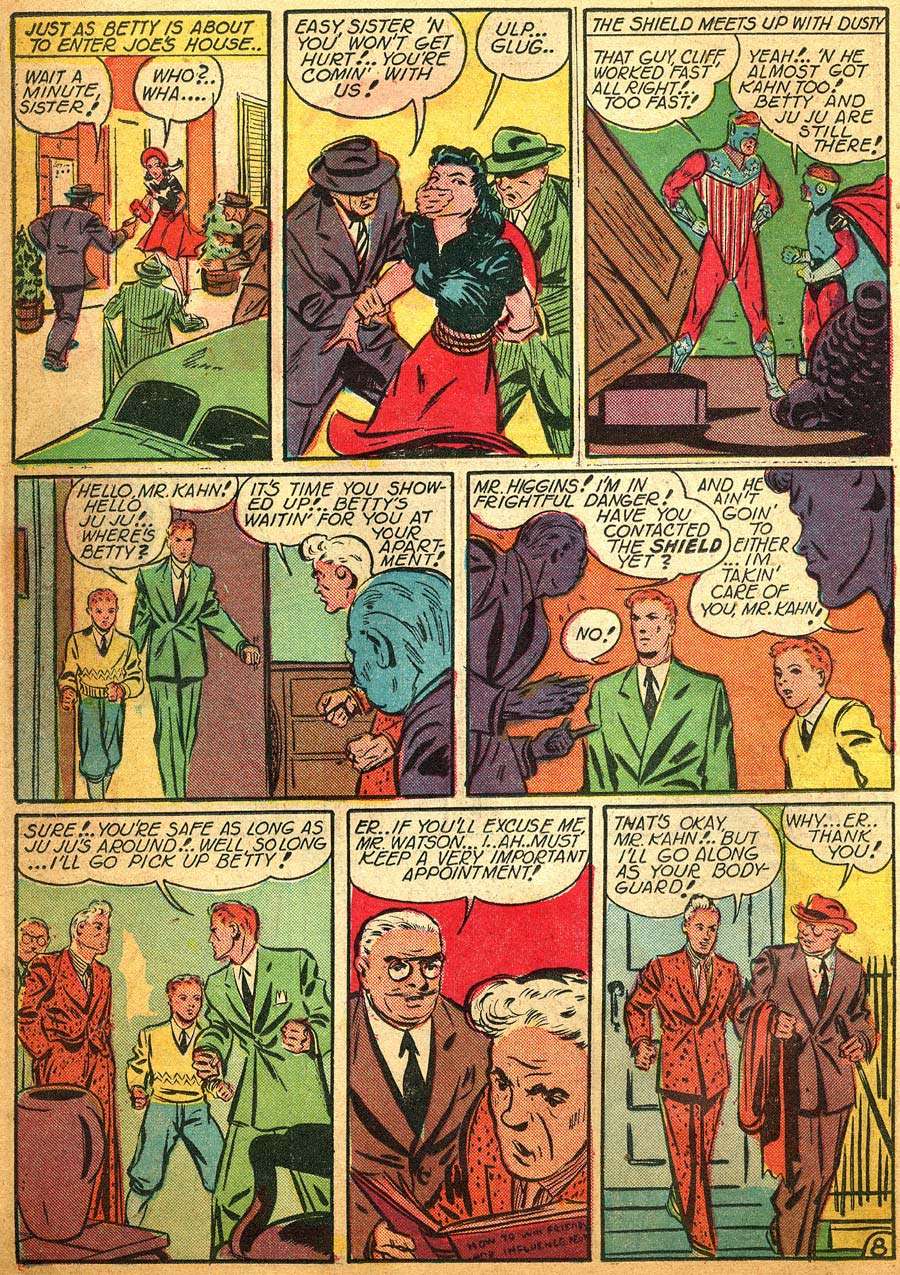 JUST AS BETTY IS ABOUT
TO ENTER JOE'S HOUSE..
WAIT A
MINUTE,
SISTER!
WHO?..
WHA....
EASY, SISTER 'N
YOU WON'T GET
HURT!... YOU'RE
COMIN' WITH
US!
ULP...
GLUG..
THE SHIELD MEETS UP WITH DUSTY
THAT GUY, CLIFF,
WORKED FAST
ALL RIGHT!..
TOO FAST!
YEAH!.. 'N HE
ALMOST GOT
KAHN, TOO!
BETTY AND
JU JU ARE
STILL
THERE!
HELLO, MR. KAHN!
HELLO,
JU JU!..
WHERE'S
BETTY?
IT'S TIME YOU SHOW-
ED UP!.. BETTY'S
WAITIN' FOR YOU AT
YOUR
APART-
MENT!
MR. HIGGINS! I'M IN
FRIGHTFUL DANGER!
HAVE YOU
CONTACTED
THE SHIELD
YET?
NO!
AND HE
AIN'T
GOIN'
TO
EITHER
...I'M
TAKIN'
CARE OF
YOU, MR. KAHN!
SURE!.. YOU'RE SAFE AS LONG AS
JU JU'S AROUND!.. WELL, SO LONG
...I'LL GO PICK UP BETTY!
ER... IF YOU'LL EXCUSE ME,
MR. WATSON... I..AH..MUST
KEEP A VERY IMPORTANT
APPOINTMENT!
HOW TO WIN FRIENDS
AND INFLUENCE
THAT'S OKAY,
MR. KAHN!.. BUT
I'LL GO ALONG
AS YOUR BODY-
GUARD!
WHY...ER..
THANK
YOU!
8